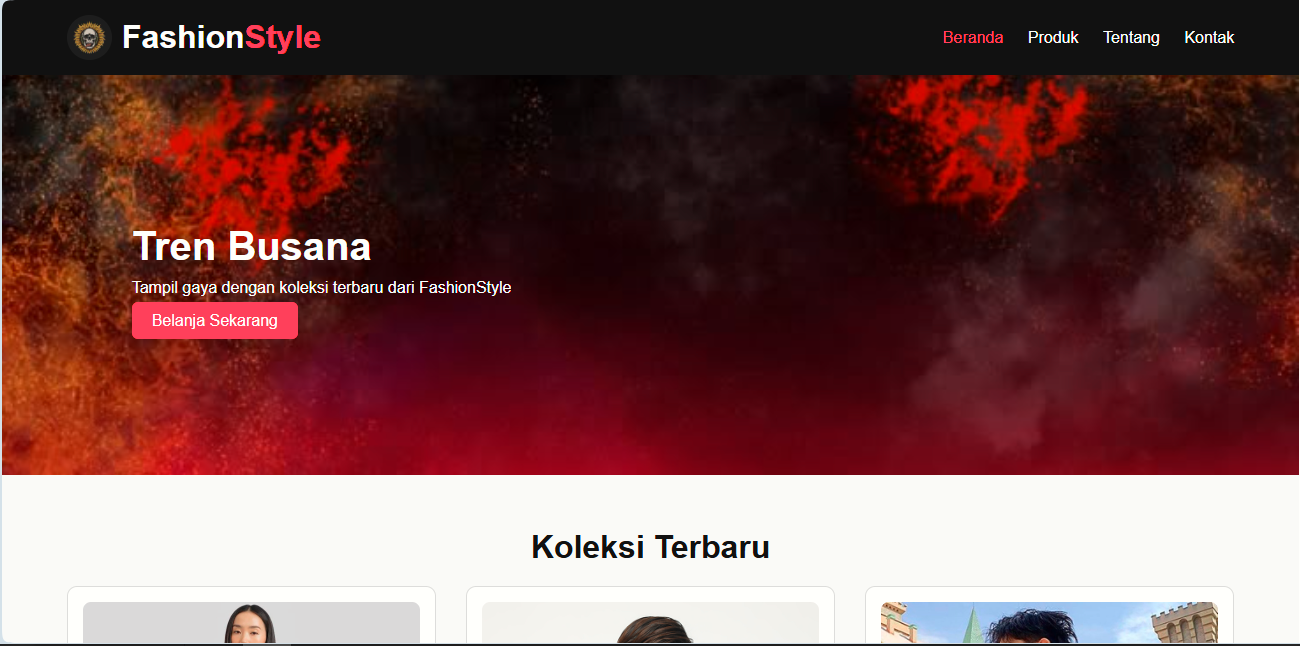 FashionStyle
Beranda Produk Tentang Kontak
Tren Busana
Tampil gaya dengan koleksi terbaru dari FashionStyle
Belanja Sekarang
Koleksi Terbaru